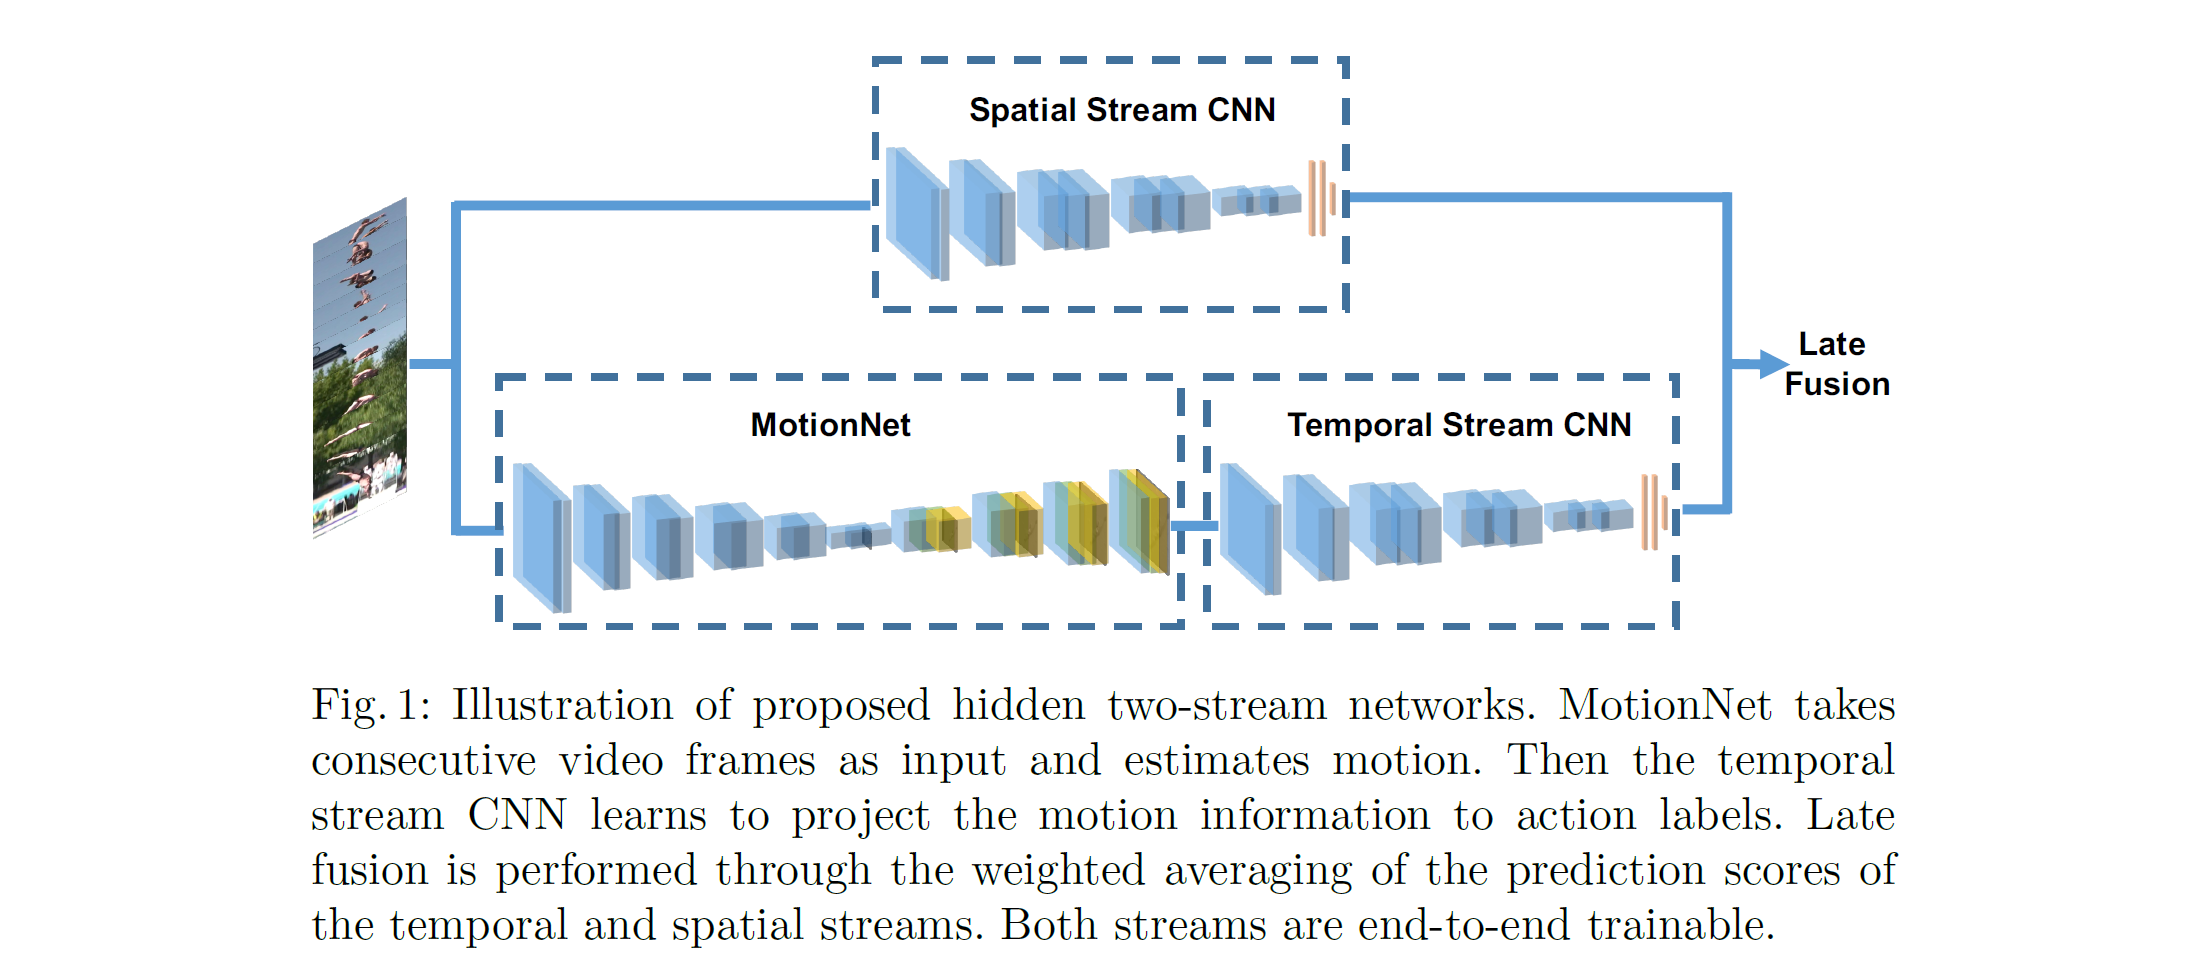 Spatial Stream CNN
Late
Fusion
MotionNet
Temporal Stream CNN
Fig. 1: Illustration of proposed hidden two-stream networks. MotionNet takes
consecutive video frames as input and estimates motion. Then the temporal
stream CNN learns to project the motion information to action labels. Late
fusion is performed through the weighted averaging of the prediction scores of
the temporal and spatial streams. Both streams are end-to-end trainable.